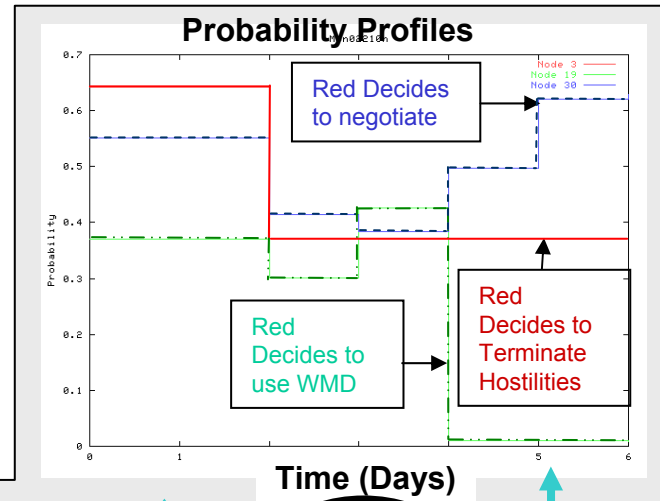 Probability Profiles
Node 3
Node 19
Node 30
0.7
0.6
0.5
0.4
0.3
0.2
0.1
0
Probability
Red Decides
to negotiate
Red
Decides to
use WMD
Red
Decides to
Terminate
Hostilities
0 1 5 6
Time (Days)